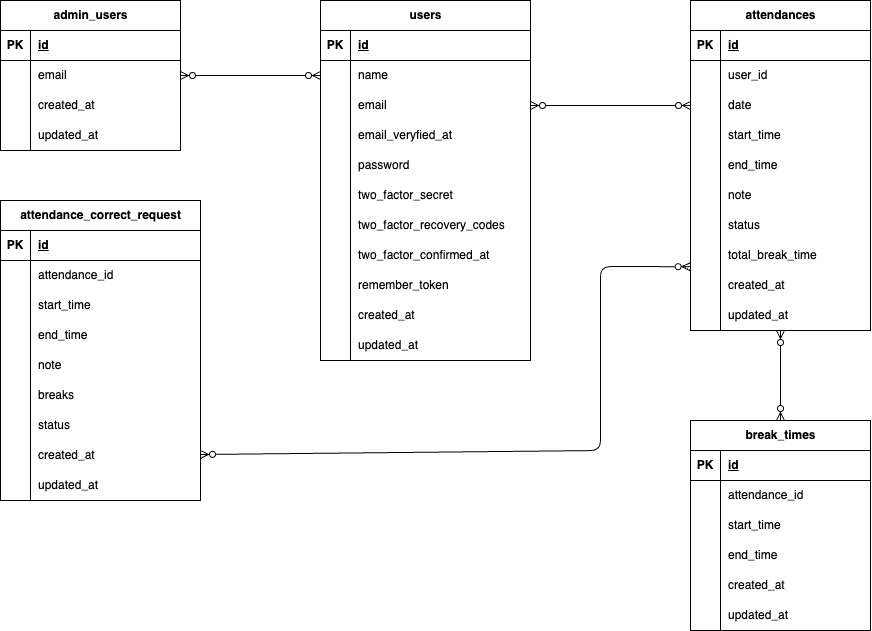 admin_users
PK id
email
created_at
updated_at
users
PK id
name
email
email_veryfied_at
password
two_factor_secret
two_factor_recovery_codes
two_factor_confirmed_at
remember_token
created_at
updated_at
attendances
PK id
user_id
date
start_time
end_time
note
status
total_break_time
created_at
updated_at
attendance_correct_request
PK id
attendance_id
start_time
end_time
note
breaks
status
created_at
updated_at
break_times
PK id
attendance_id
start_time
end_time
created_at
updated_at